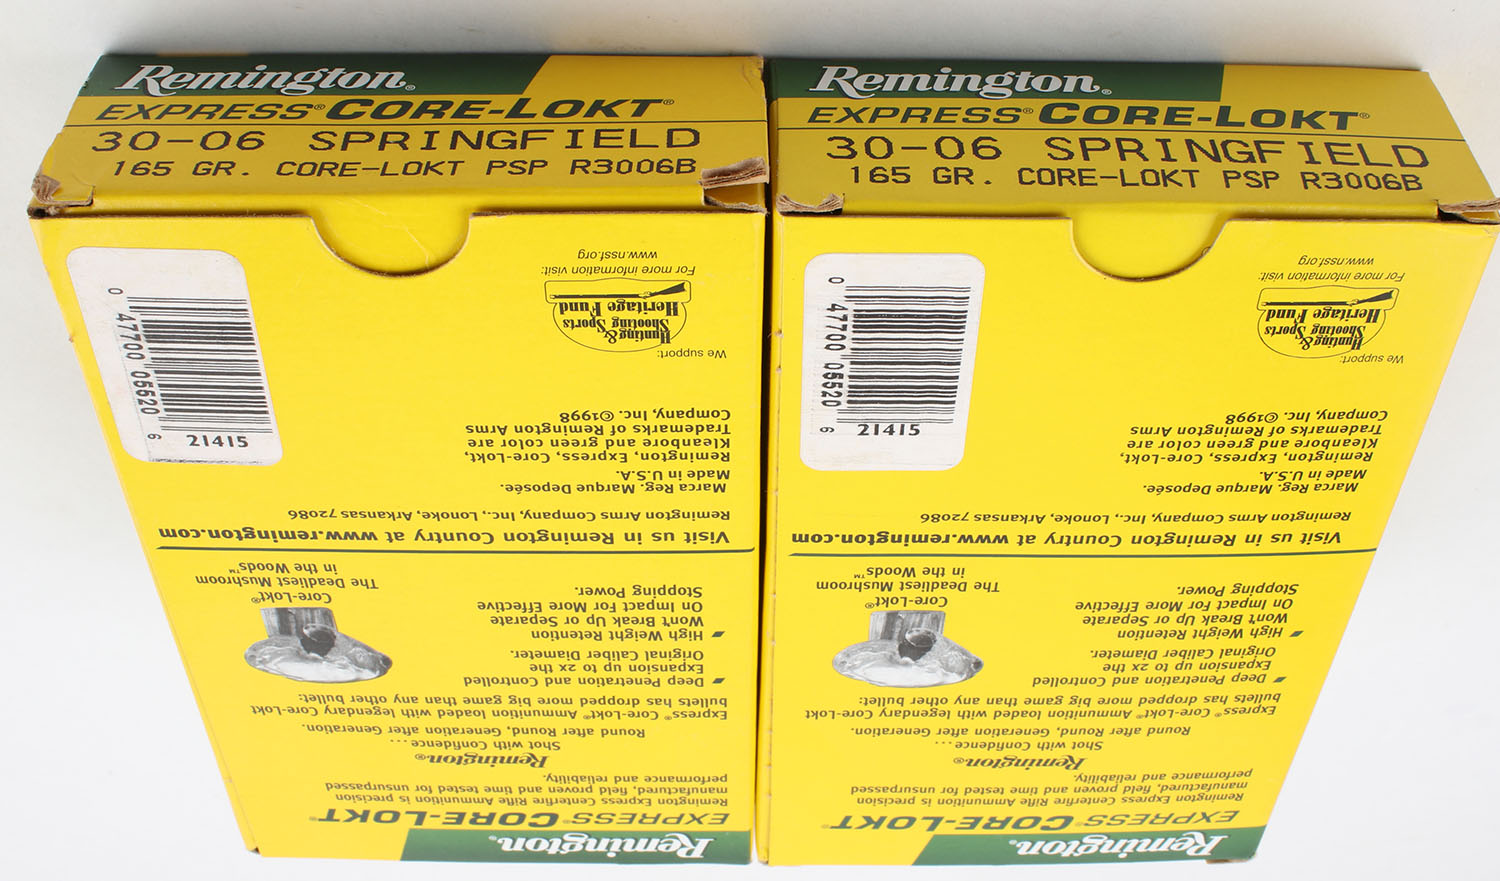 Remington®
EXPRESS® CORE-LOKT®
30-06 SPRINGFIELD
165 GR. CORE-LOKT PSP R3006B
Remington®
EXPRESS® CORE-LOKT™
Remington Express Centerfire Rifle Ammunition is precision
manufactured, field proven and time tested for unsurpassed
performance and reliability.
Remington®
Shot with Confidence....
Round after Round, Generation after Generation.
Express® Core-Lokt® Ammunition loaded with legendary Core-Lokt
bullets has dropped more big game than any other bullet:
Deep Penetration and Controlled
Expansion up to 2x the
Original Caliber Diameter.
High Weight Retention
Won't Break Up or Separate
On Impact For More Effective
Stopping Power.
Core-Lokt®
The Deadliest Mushroom
in the Woods™
Visit us in Remington Country at www.remington.com
Remington Arms Company, Inc., Lonoke, Arkansas 72086
Marca Reg. Marque Deposée.
Made in U.S.A.
Remington, Express, Core-Lokt,
Kleanbore and green color are
Trademarks of Remington Arms
Company, Inc. ©1998
We support:
Hunting &
Shooting Sports
Heritage Fund
For more information visit:
www.nssf.org
0 47700 05520 6
21415
Remington®
EXPRESS® CORE-LOKT®
30-06 SPRINGFIELD
165 GR. CORE-LOKT PSP R3006B
Remington®
EXPRESS® CORE-LOKT™
Remington Express Centerfire Rifle Ammunition is precision
manufactured, field proven and time tested for unsurpassed
performance and reliability.
Remington®
Shot with Confidence....
Round after Round, Generation after Generation.
Express® Core-Lokt® Ammunition loaded with legendary Core-Lokt
bullets has dropped more big game than any other bullet:
Deep Penetration and Controlled
Expansion up to 2x the
Original Caliber Diameter.
High Weight Retention
Won't Break Up or Separate
On Impact For More Effective
Stopping Power.
Core-Lokt®
The Deadliest Mushroom
in the Woods™
Visit us in Remington Country at www.remington.com
Remington Arms Company, Inc., Lonoke, Arkansas 72086
Marca Reg. Marque Deposée.
Made in U.S.A.
Remington, Express, Core-Lokt,
Kleanbore and green color are
Trademarks of Remington Arms
Company, Inc. ©1998
We support:
Hunting &
Shooting Sports
Heritage Fund
For more information visit:
www.nssf.org
0 47700 05520 6
21415